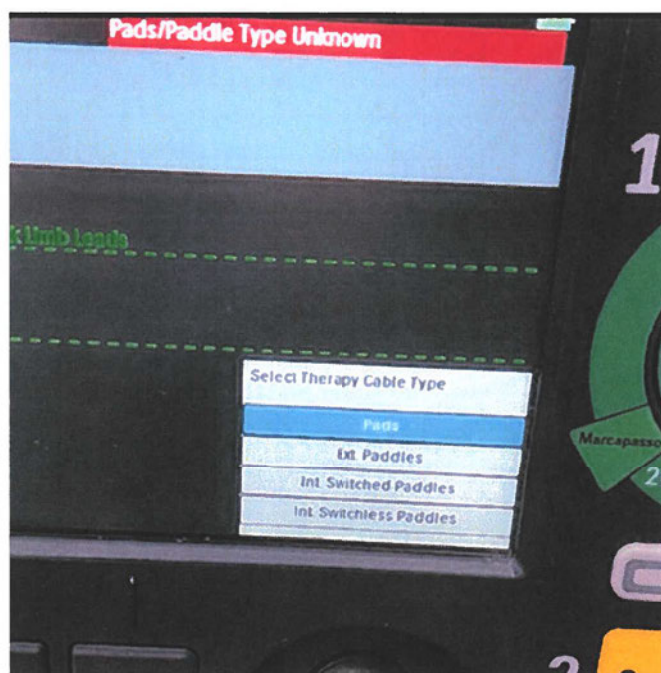 Pads/Paddle Type Unknown
1
Limb Leads
Select Therapy Cable Type
Pads
Ext. Paddles
Int. Switched Paddles
Int. Switchless Paddles
Marcapaso
2